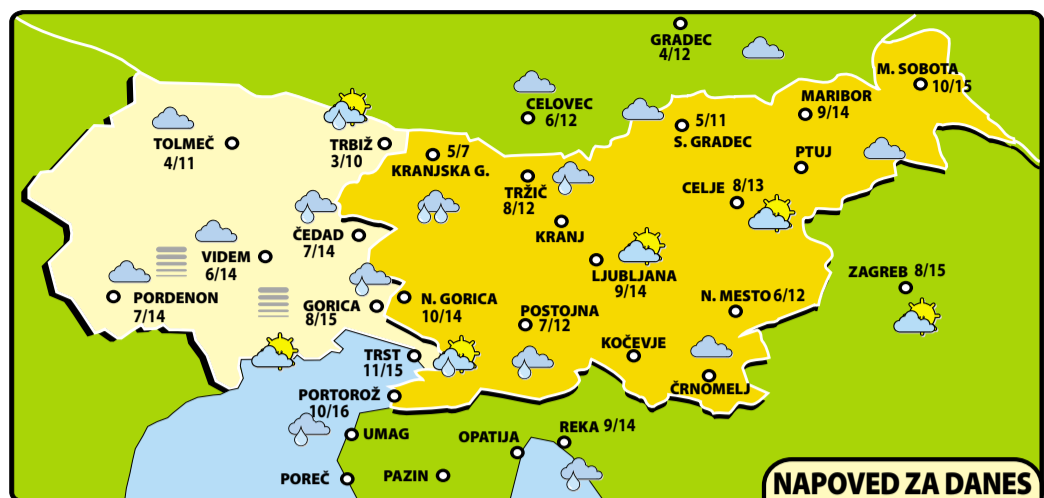 GRADEC
4/12
M. SOBOTA
10/15
CELOVEC
6/12
MARIBOR
9/14
5/11
S. GRADEC
TOLMEČ
4/11
TRBIŽ
3/10
5/7
KRANJSKA G.
PTUJ
TRŽIČ
8/12
CELJE 8/13
KRANJ
ČEDAD
7/14
VIDEM
6/14
LJUBLJANA
9/14
ZAGREB 8/15
PORDENON
7/14
GORICA
8/15
N. GORICA
10/14
POSTOJNA
7/12
N. MESTO 6/12
TRST
11/15
KOČEVJE
ČRNOMELJ
PORTOROŽ
10/16
UMAG
OPATIJA
REKA 9/14
POREČ
PAZIN
NAPOVED ZA DANES